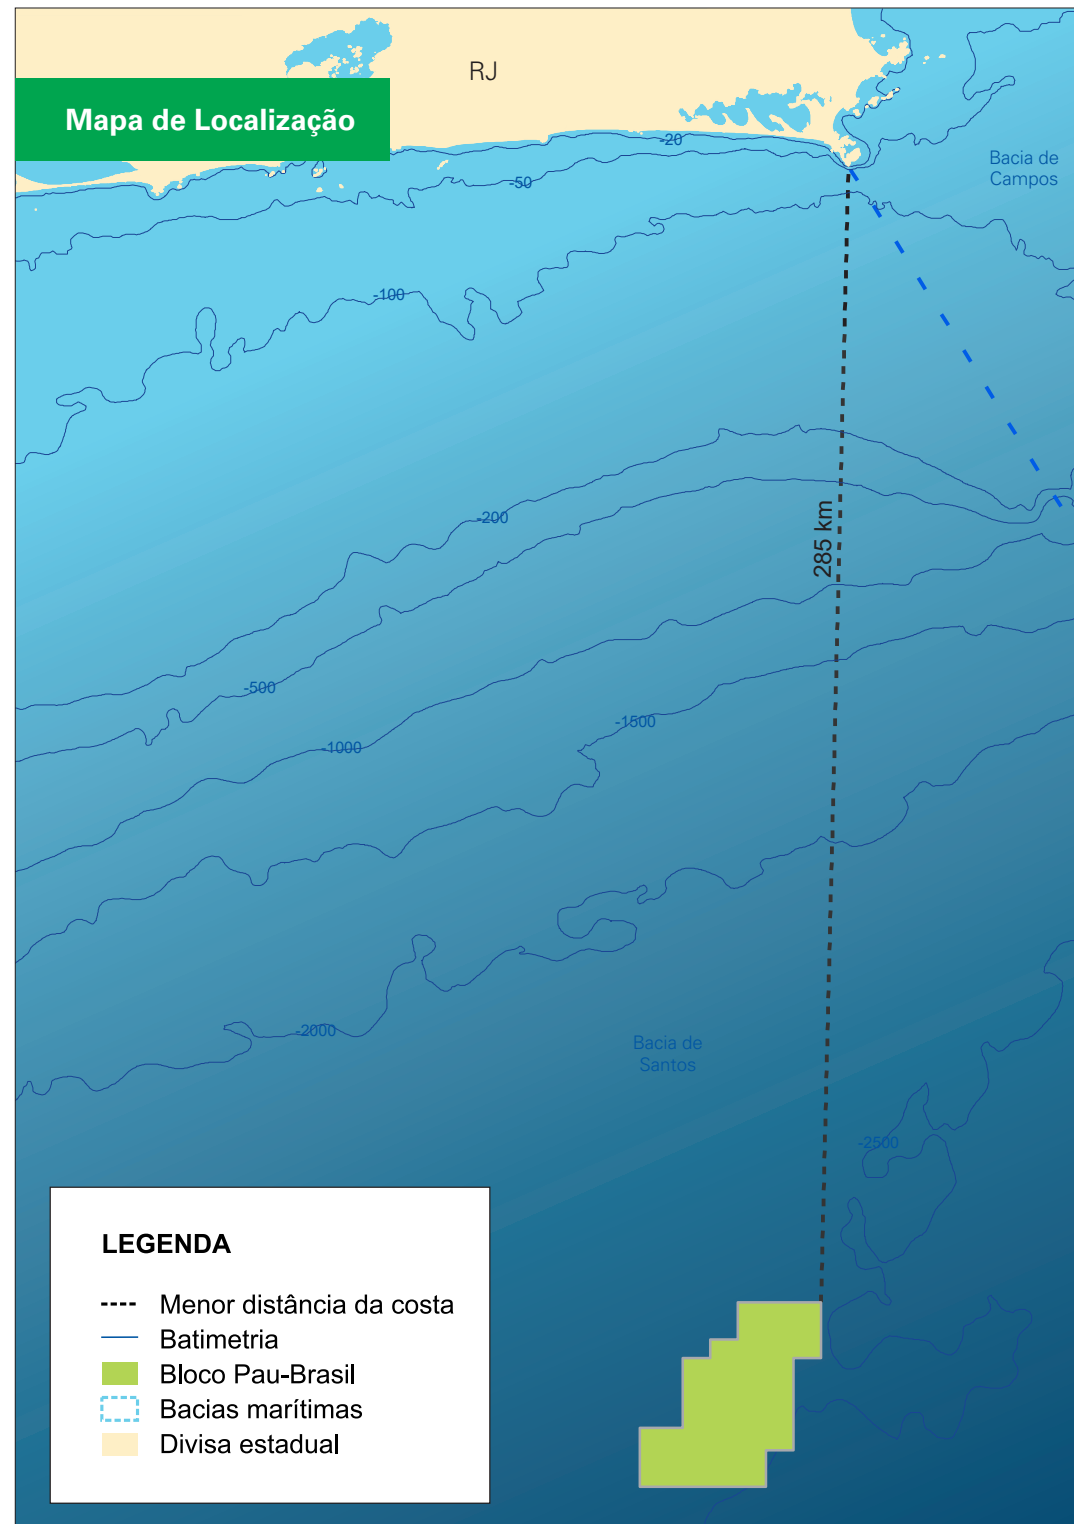 RJ
Mapa de Localização
-20
Bacia de
Campos
-50
-100
285 km
-200
-500
-1500
-1000
-2000
Bacia de
Santos
-2500
LEGENDA
Menor distância da costa
Batimetria
Bloco Pau-Brasil
Bacias marítimas
Divisa estadual